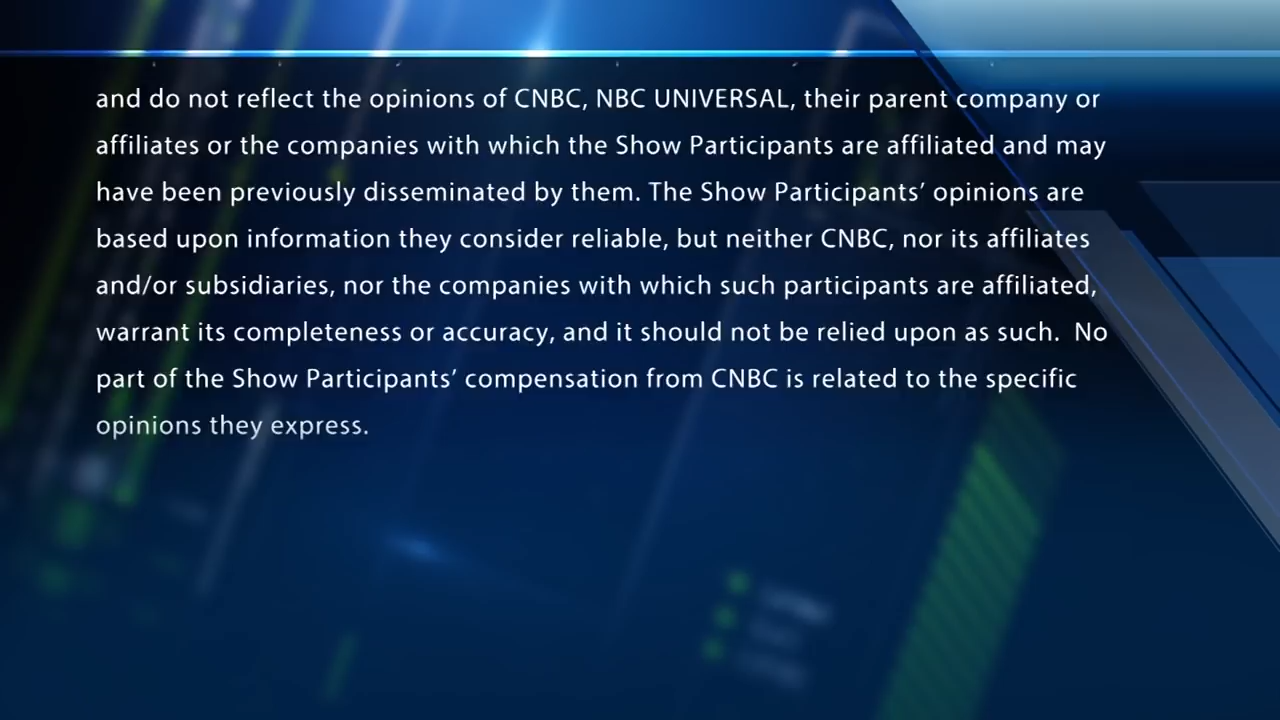 and do not reflect the opinions of CNBC, NBC UNIVERSAL, their parent company or
affiliates or the companies with which the Show Participants are affiliated and may
have been previously disseminated by them. The Show Participants’ opinions are
based upon information they consider reliable, but neither CNBC, nor its affiliates
and/or subsidiaries, nor the companies with which such participants are affiliated,
warrant its completeness or accuracy, and it should not be relied upon as such.  No
part of the Show Participants’ compensation from CNBC is related to the specific
opinions they express.